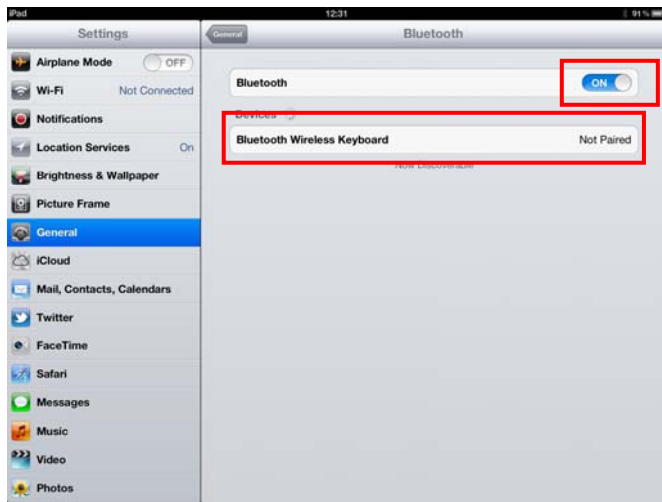 iPad 12:31 91%
Settings
General
Bluetooth
Airplane Mode OFF
Wi-Fi Not Connected
Notifications
Location Services On
Brightness & Wallpaper
Picture Frame
General
iCloud
Mail, Contacts, Calendars
Twitter
FaceTime
Safari
Messages
Music
Video
Photos
Bluetooth ON
Devices
Bluetooth Wireless Keyboard Not Paired
Now Discoverable